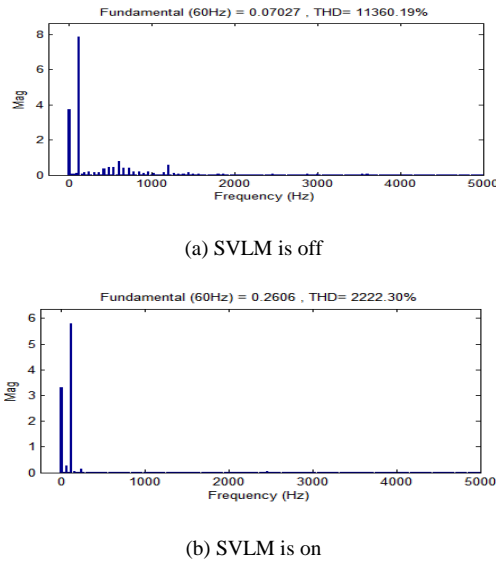 Fundamental (60Hz) = 0.07027 , THD= 11360.19%
8
6
4
2
0
Mag
0 1000 2000 3000 4000 5000
Frequency (Hz)
(a) SVLM is off
Fundamental (60Hz) = 0.2606 , THD= 2222.30%
6
5
4
3
2
1
0
Mag
0 1000 2000 3000 4000 5000
Frequency (Hz)
(b) SVLM is on